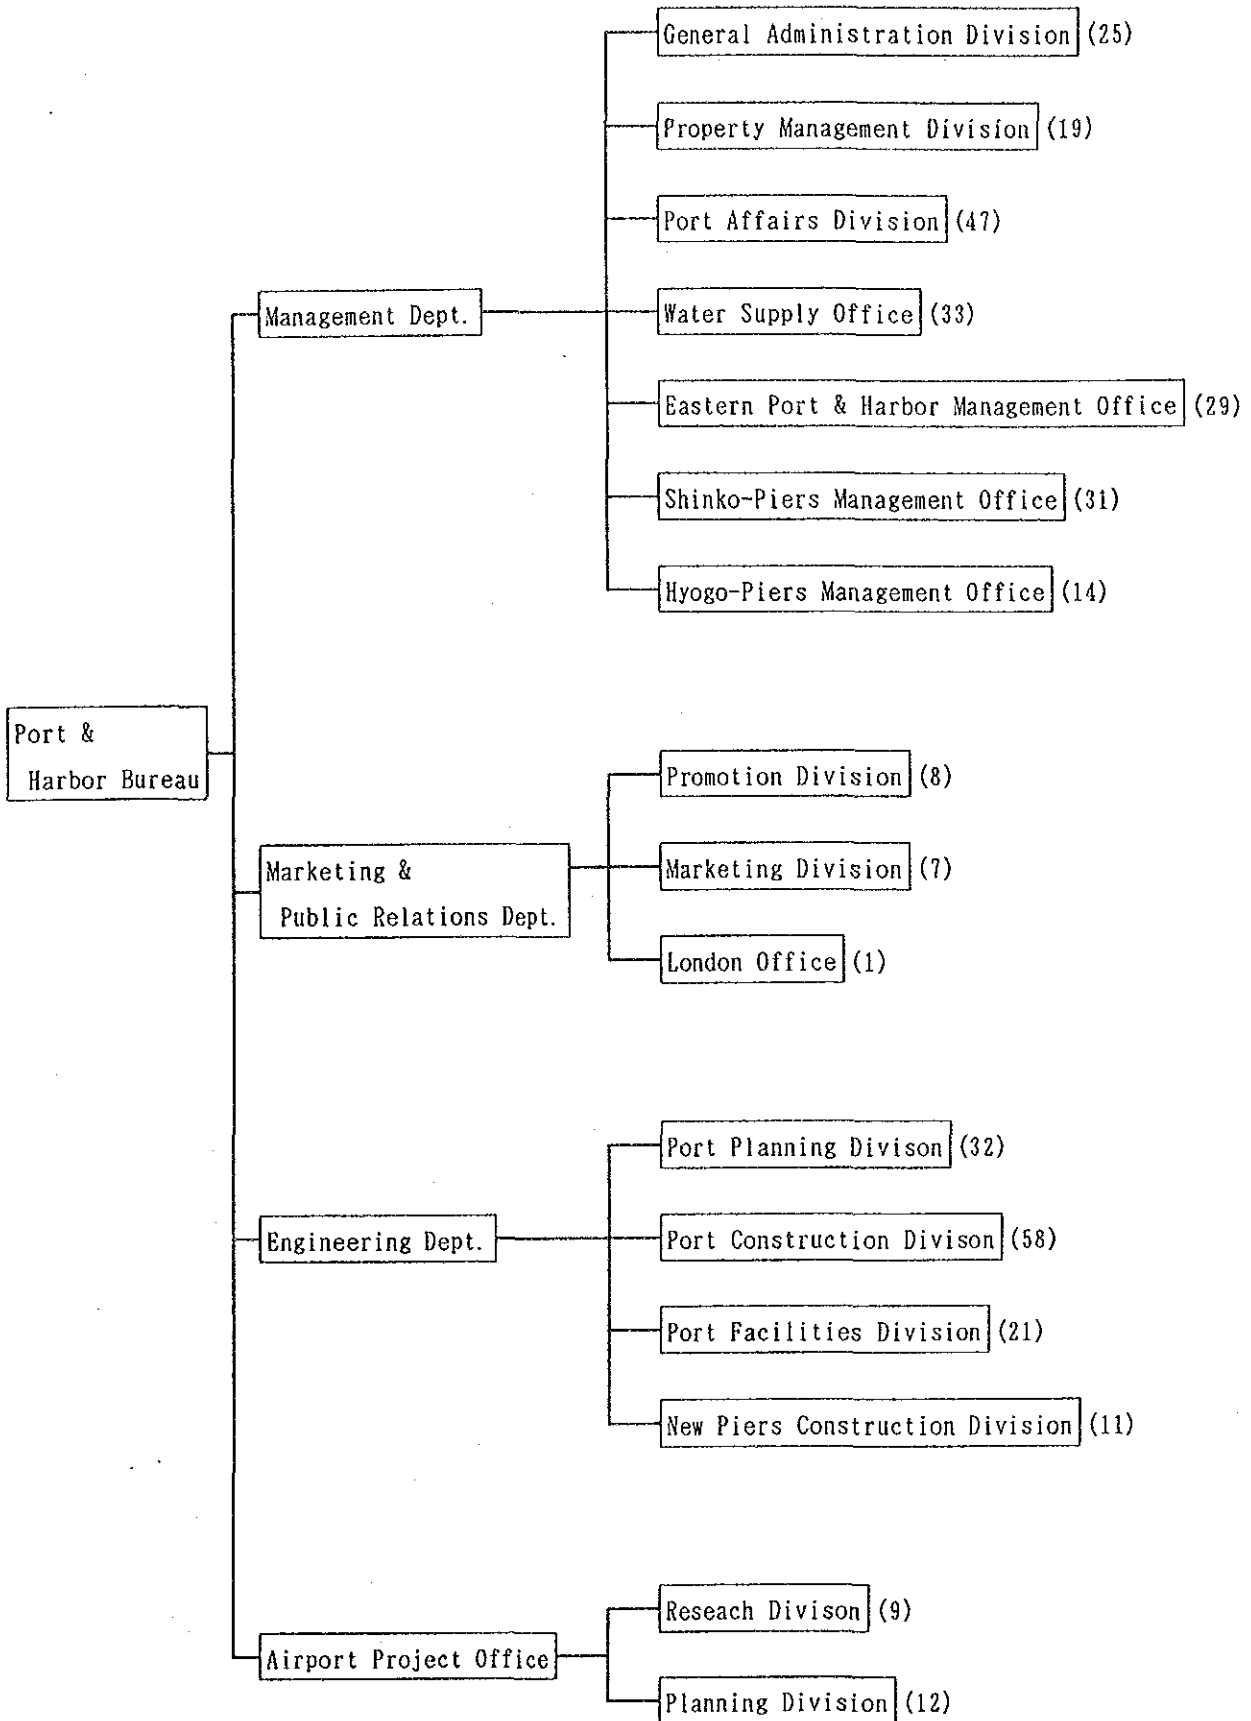 General Administration Division (25)
Property Management Division (19)
Port Affairs Division (47)
Management Dept.
Water Supply Office (33)
Eastern Port & Harbor Management Office (29)
Shinko-Piers Management Office (31)
Hyogo-Piers Management Office (14)
Port &
Harbor Bureau
Promotion Division (8)
Marketing &
Public Relations Dept.
Marketing Division (7)
London Office (1)
Port Planning Divison (32)
Engineering Dept.
Port Construction Divison (58)
Port Facilities Division (21)
New Piers Construction Division (11)
Reseach Divison (9)
Airport Project Office
Planning Division (12)